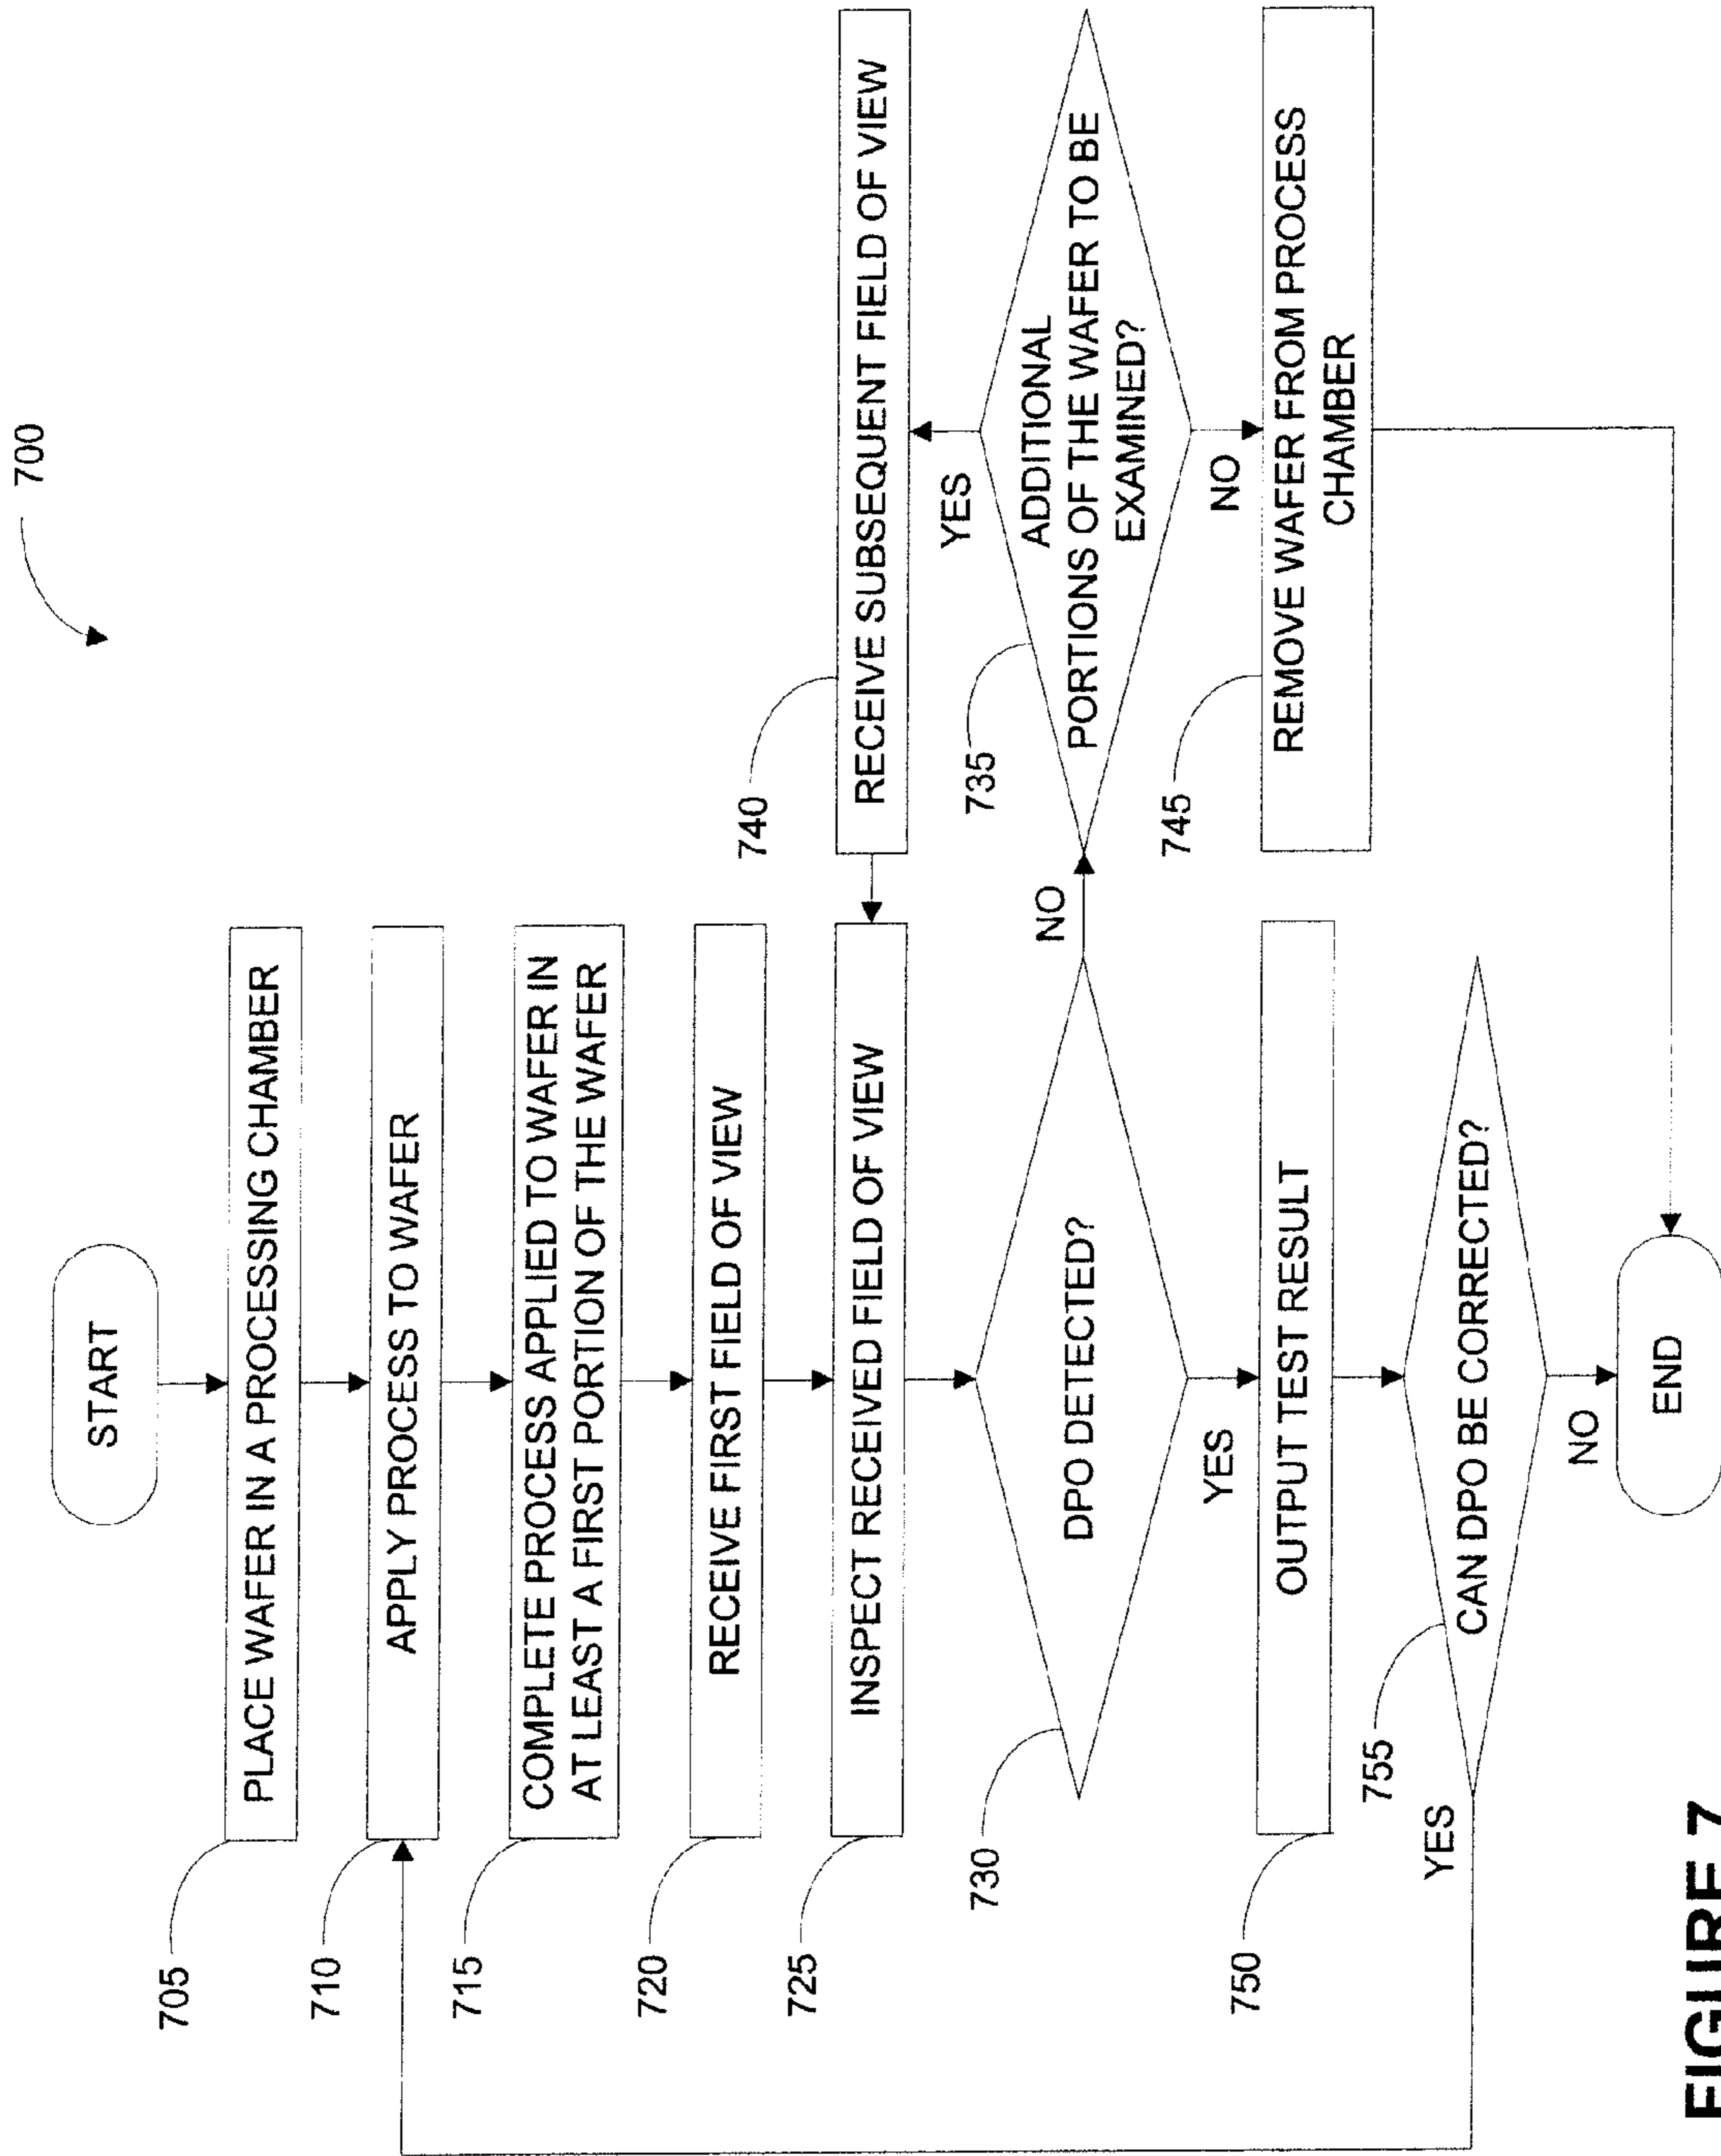 700
START
705
PLACE WAFER IN A PROCESSING CHAMBER
710
APPLY PROCESS TO WAFER
715
COMPLETE PROCESS APPLIED TO WAFER IN
AT LEAST A FIRST PORTION OF THE WAFER
720
RECEIVE FIRST FIELD OF VIEW
725
INSPECT RECEIVED FIELD OF VIEW
740
RECEIVE SUBSEQUENT FIELD OF VIEW
730
DPO DETECTED?
NO
YES
735
ADDITIONAL
PORTIONS OF THE WAFER TO BE
EXAMINED?
YES
NO
745
REMOVE WAFER FROM PROCESS
CHAMBER
750
OUTPUT TEST RESULT
755
CAN DPO BE CORRECTED?
YES
NO
END
FIGURE 7